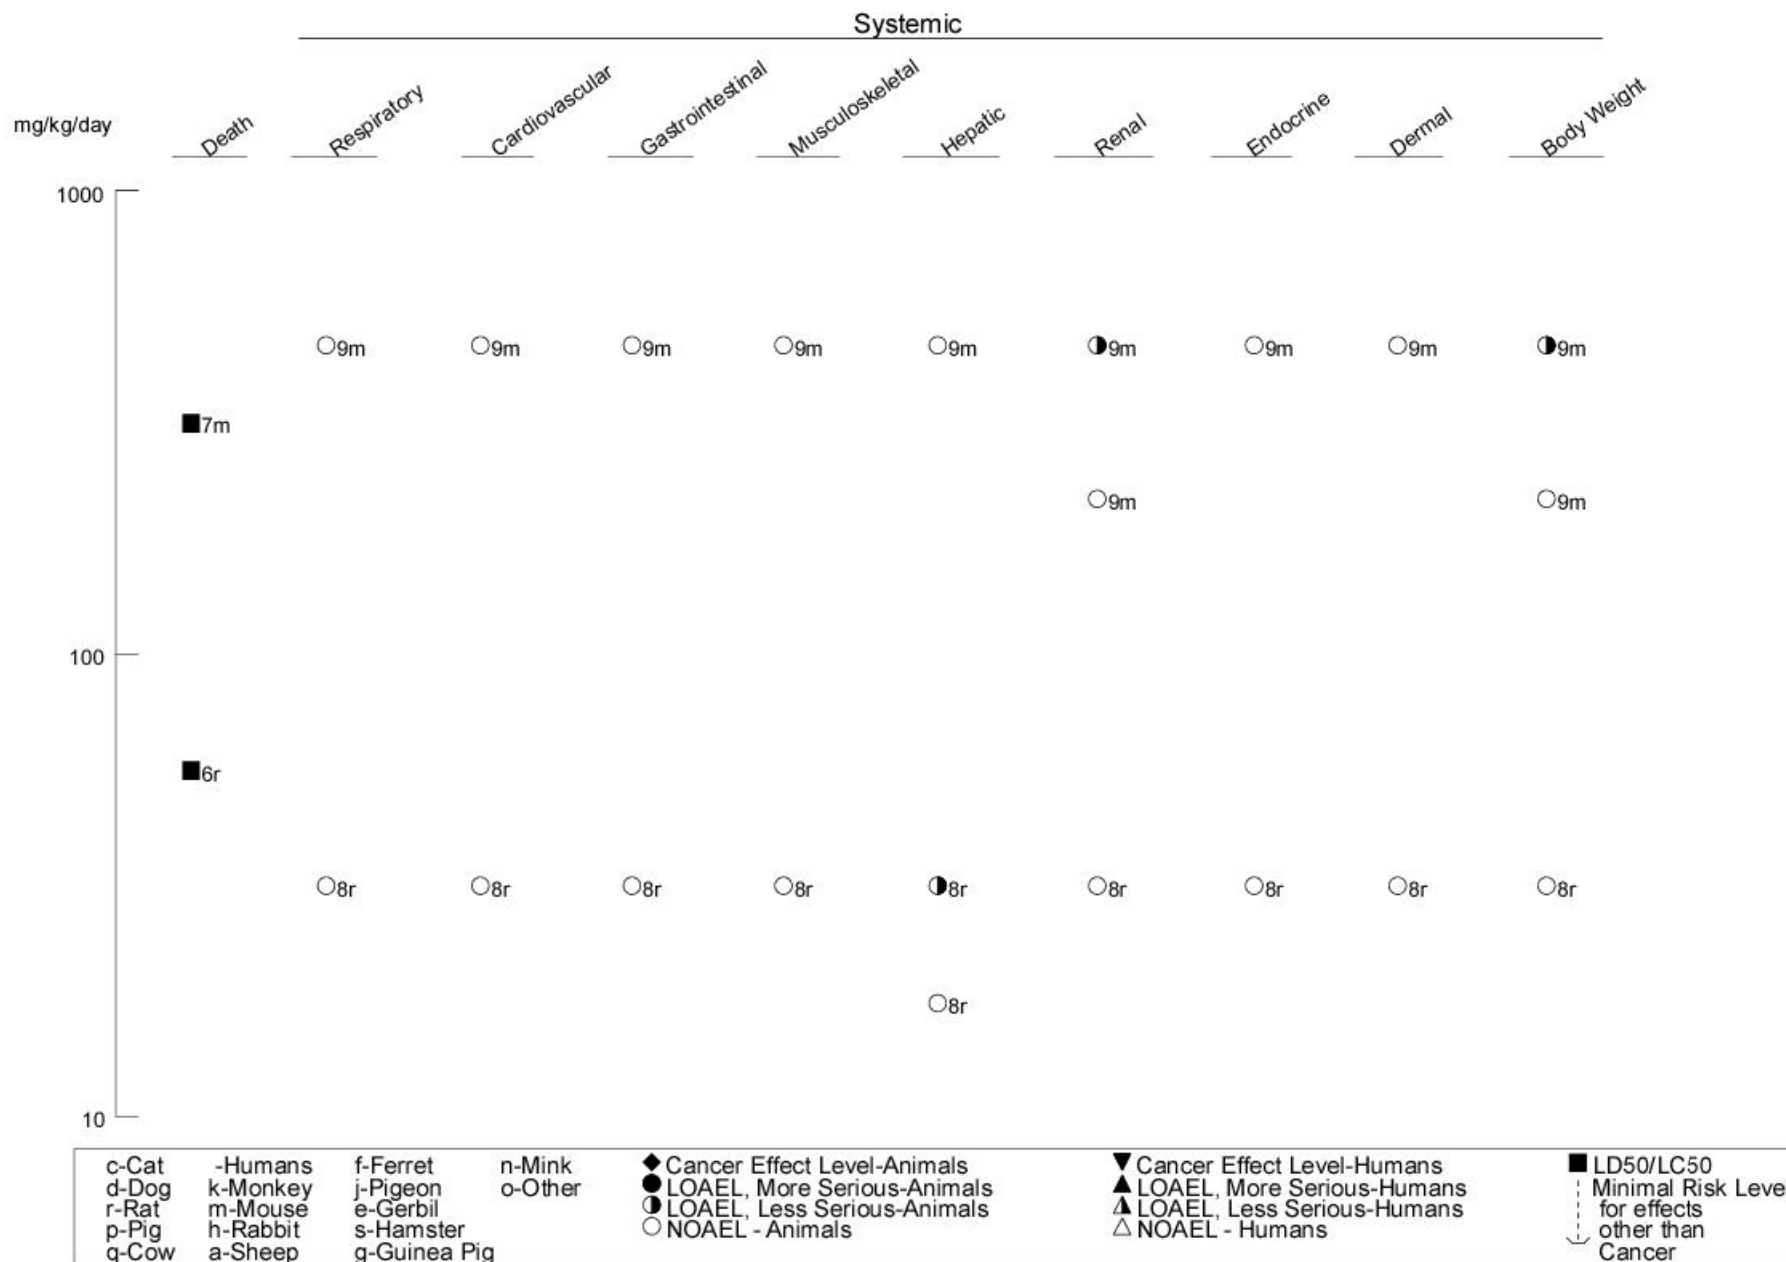 Systemic
mg/kg/day
Death Respiratory Cardiovascular Gastrointestinal Musculoskeletal Hepatic Renal Endocrine Dermal Body Weight
1000
9m 9m 9m 9m 9m 9m 9m 9m 9m
7m
9m 9m
100
6r
8r 8r 8r 8r 8r 8r 8r 8r 8r
8r
10
c-Cat -Humans f-Ferret n-Mink Cancer Effect Level-Animals Cancer Effect Level-Humans LD50/LC50
d-Dog k-Monkey j-Pigeon o-Other LOAEL, More Serious-Animals LOAEL, More Serious-Humans Minimal Risk Level
r-Rat m-Mouse e-Gerbil LOAEL, Less Serious-Animals LOAEL, Less Serious-Humans for effects
p-Pig h-Rabbit s-Hamster NOAEL - Animals NOAEL - Humans other than
q-Cow a-Sheep g-Guinea Pig Cancer